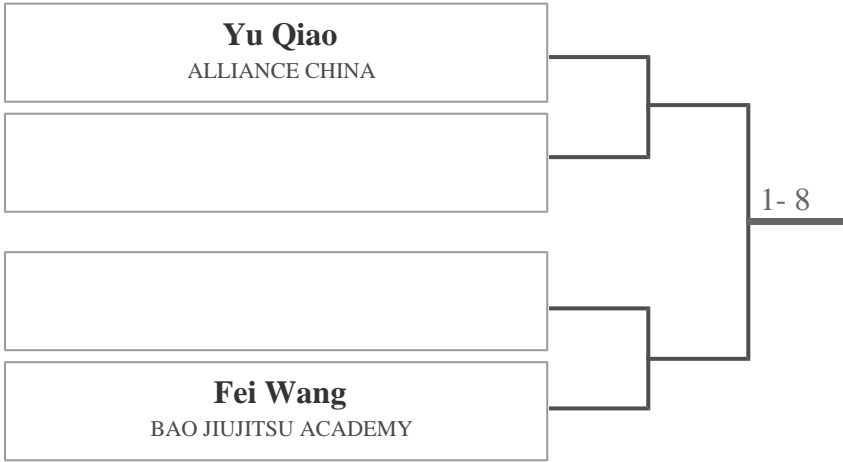 Yu Qiao
ALLIANCE CHINA
1- 8
Fei Wang
BAO JIUJITSU ACADEMY